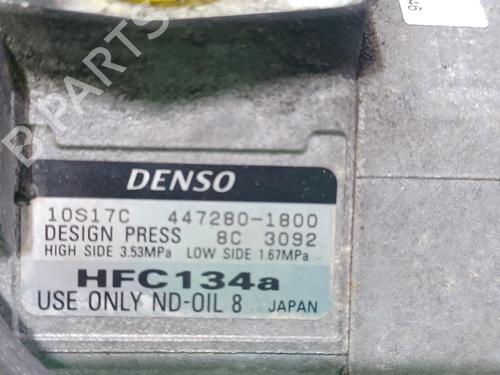 DENSO
10S17C 447280-1800
DESIGN PRESS 8C 3092
HIGH SIDE 3.53MPa LOW SIDE 1.67MPa
HFC134a
USE ONLY ND-OIL 8 JAPAN
B-PARTS